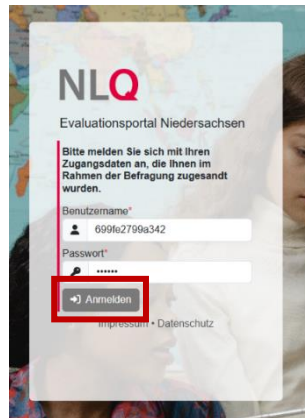 NLQ
Evaluationsportal Niedersachsen
Bitte melden Sie sich mit Ihren
Zugangsdaten an, die Ihnen im
Rahmen der Befragung zugesandt
wurden.
Benutzername*
699fe2799a342
Passwort*
••••••
Anmelden
Impressum • Datenschutz